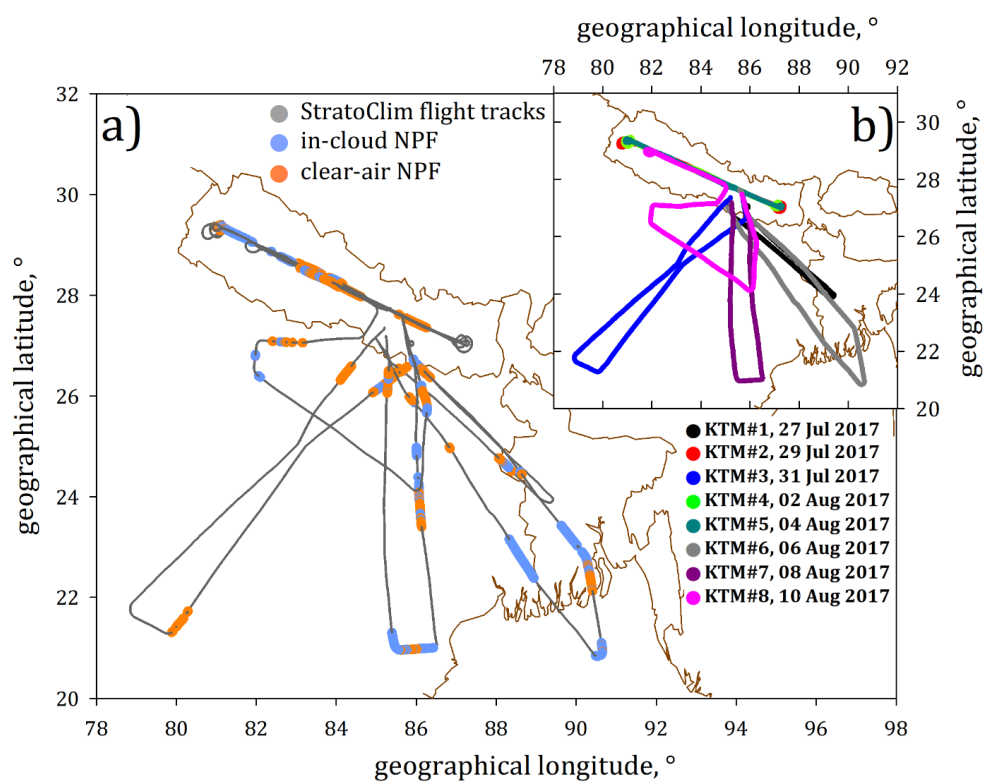 geographical longitude, °
78 80 82 84 86 88 90 92
32
a)
StratoClim flight tracks
in-cloud NPF
clear-air NPF
b)
30
28
26
24
22
20
geographical latitude, °
30
28
26
24
22
20
geographical latitude, °
KTM#1, 27 Jul 2017
KTM#2, 29 Jul 2017
KTM#3, 31 Jul 2017
KTM#4, 02 Aug 2017
KTM#5, 04 Aug 2017
KTM#6, 06 Aug 2017
KTM#7, 08 Aug 2017
KTM#8, 10 Aug 2017
78 80 82 84 86 88 90 92 94 96 98
geographical longitude, °